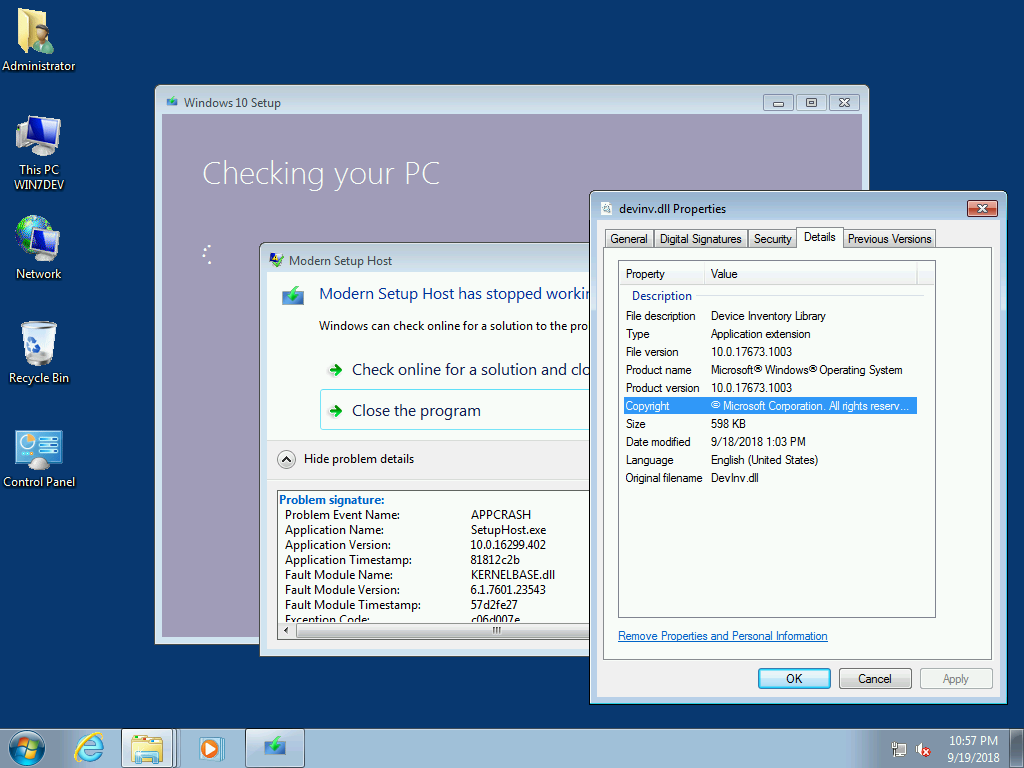 Administrator
This PC
WIN7DEV
Network
Recycle Bin
Control Panel
Windows 10 Setup
Checking your PC
Modern Setup Host
Modern Setup Host has stopped workin
Windows can check online for a solution to the pro
Check online for a solution and clo
Close the program
Hide problem details
Problem signature:
Problem Event Name: APPCRASH
Application Name: SetupHost.exe
Application Version: 10.0.16299.402
Application Timestamp: 81812c2b
Fault Module Name: KERNELBASE.dll
Fault Module Version: 6.1.7601.23543
Fault Module Timestamp: 57d2fe27
Exception Code: c06d007e
devinv.dll Properties
General Digital Signatures Security Details Previous Versions
Property Value
Description
File description Device Inventory Library
Type Application extension
File version 10.0.17673.1003
Product name Microsoft® Windows® Operating System
Product version 10.0.17673.1003
Copyright © Microsoft Corporation. All rights reserv...
Size 598 KB
Date modified 9/18/2018 1:03 PM
Language English (United States)
Original filename DevInv.dll
Remove Properties and Personal Information
OK Cancel Apply
10:57 PM
9/19/2018